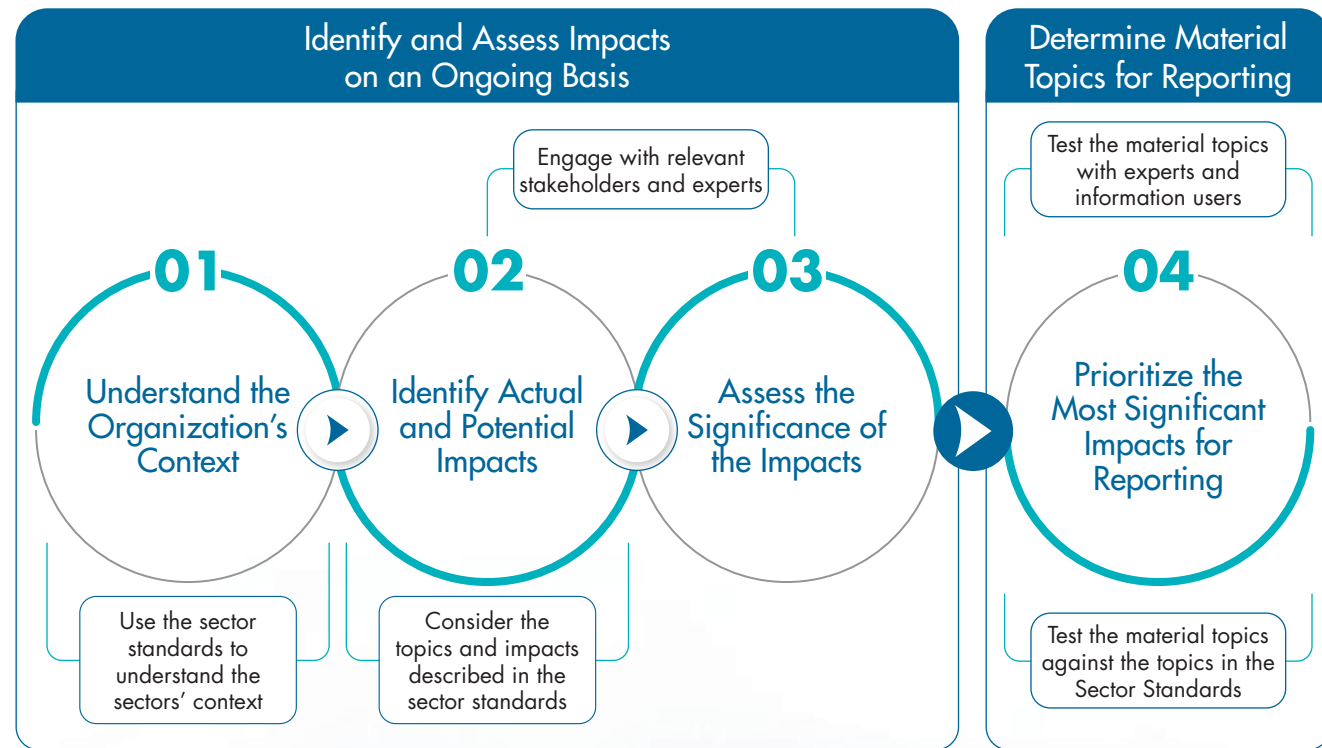 Identify and Assess Impacts
on an Ongoing Basis
Engage with relevant
stakeholders and experts
01
Understand the
Organization's
Context
Use the sector
standards to
understand the
sectors' context
02
Identify Actual
and Potential
Impacts
Consider the
topics and impacts
described in the
sector standards
03
Assess the
Significance of
the Impacts
Determine Material
Topics for Reporting
Test the material topics
with experts and
information users
04
Prioritize the
Most Significant
Impacts for
Reporting
Test the material topics
against the topics in the
Sector Standards